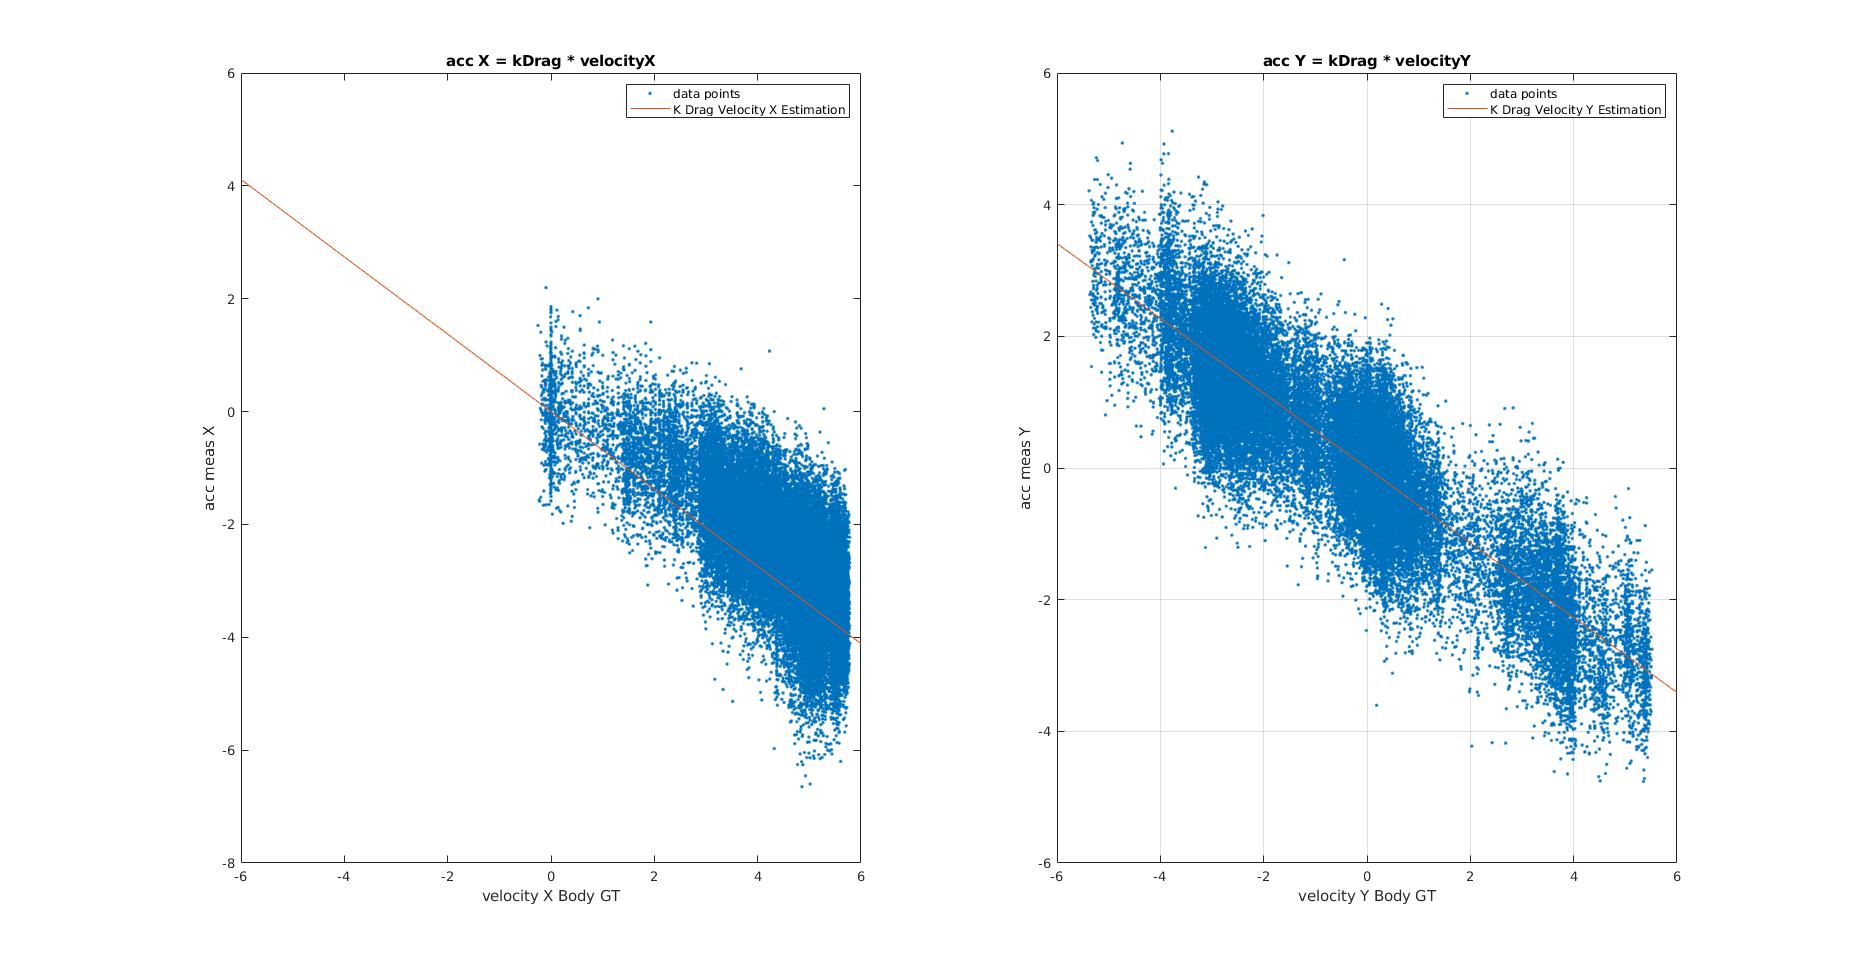 acc X = kDrag * velocityX
data points
K Drag Velocity X Estimation
6
4
2
0
-2
-4
-6
-8
acc meas X
-6
-4
-2
0
2
4
6
velocity X Body GT
acc Y = kDrag * velocityY
data points
K Drag Velocity Y Estimation
6
4
2
0
-2
-4
-6
acc meas Y
-6
-4
-2
0
2
4
6
velocity Y Body GT